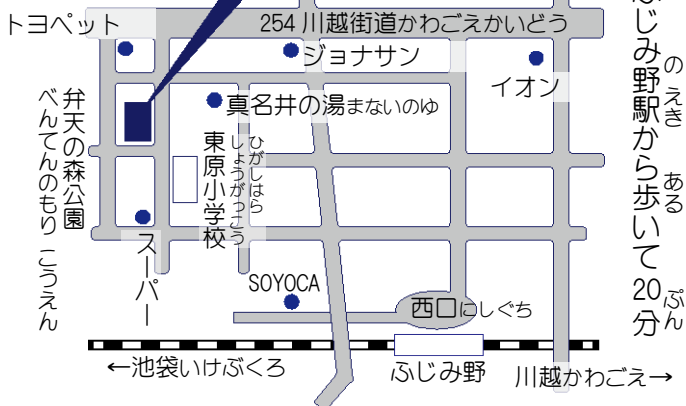 トヨペット
254 川越街道かわごえかいどう
ジョナサン
イオン
真名井の湯まないのゆ
弁天の森公園
べんてんのもり こうえん
東原小学校
ひがしはら
しょうがっこう
スーパー
SOYOCA
西口にしぐち
←池袋いけぶくろ
ふじみ野
川越かわごえ→
ふじみ野駅から歩いて20分
のえき ある ぷん